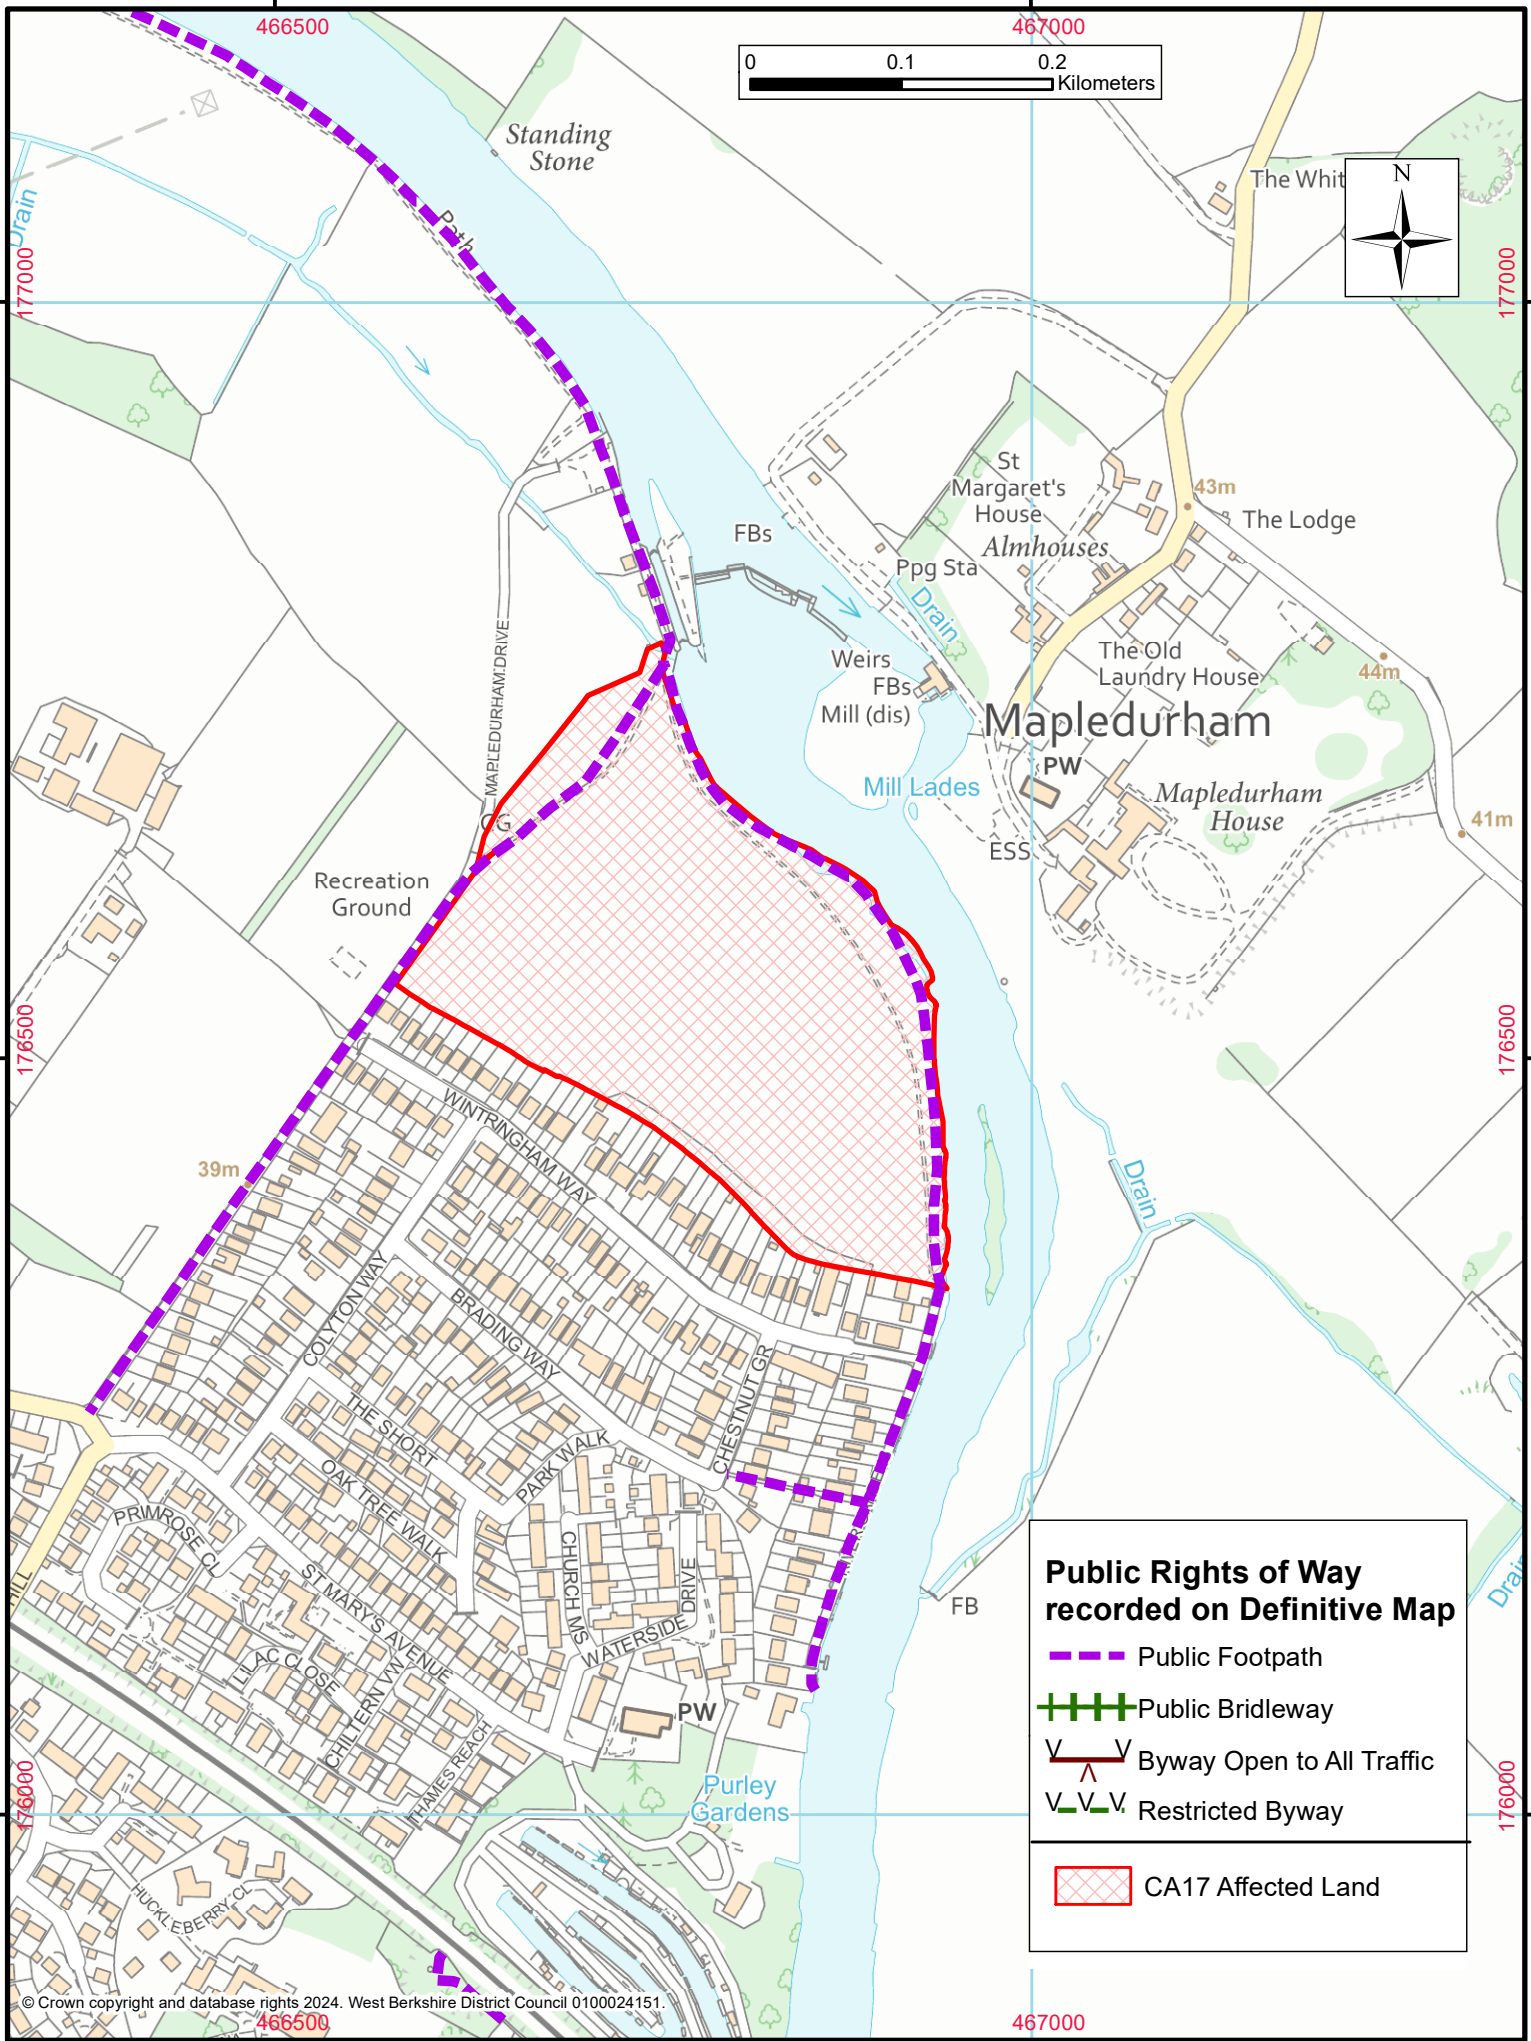 466500
467000
0 0.1 0.2
Kilometers
Standing
Stone
The Whit
N
Drain
Path
177000
177000
St
Margaret's
House
43m
The Lodge
FBs
Almhouses
Ppg Sta
Drain
MAPLEDURHAM DRIVE
Weirs
FBs
Mill (dis)
The Old
Laundry House
44m
Mapledurham
PW
Mill Lades
Mapledurham
House
41m
CG
ESS
Recreation
Ground
176500
176500
WINTRINGHAM WAY
39m
Drain
COLYTON WAY
BRADING WAY
CHESTNUT GR
THE SHORT
PARK WALK
OAK TREE WALK
PRIMROSE CL
CHURCH MS
DRIVE
WATERSIDE
HILL
ST MARY'S AVENUE
LILAC CLOSE
CHILTERN VW
THAMES REACH
FB
Drain
PW
Purley
Gardens
176000
176000
HUCKLEBERRY CL
Public Rights of Way
recorded on Definitive Map
Public Footpath
Public Bridleway
Byway Open to All Traffic
Restricted Byway
CA17 Affected Land
© Crown copyright and database rights 2024. West Berkshire District Council 0100024151.
466500
467000